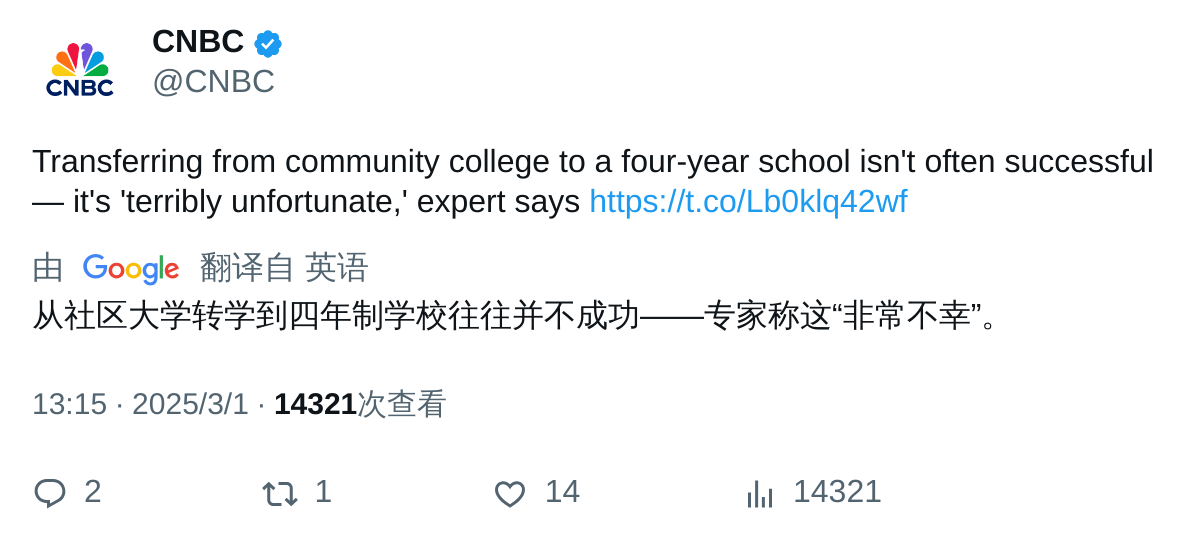 CNBC
CNBC
@CNBC
Transferring from community college to a four-year school isn't often successful
— it's 'terribly unfortunate,' expert says https://t.co/Lb0klq42wf
由 Google 翻译自 英语
从社区大学转学到四年制学校往往并不成功——专家称这“非常不幸”。
13:15 · 2025/3/1 · 14321次查看
2 1 14 14321